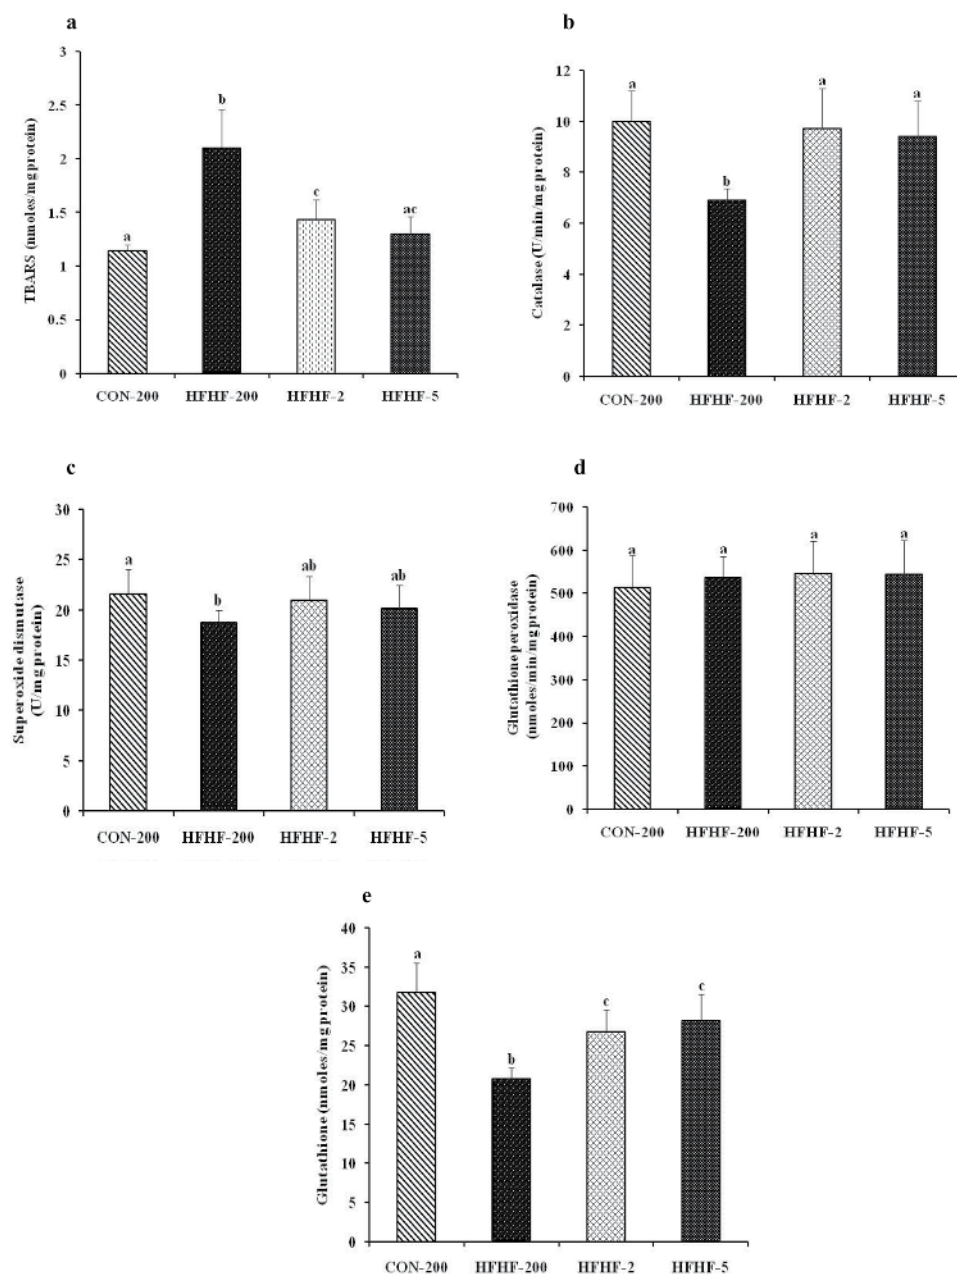 a
TBARS (nmoles/mg protein)
3
2.5
2
1.5
1
0.5
0
a
b
c
ac
CON-200 HFHF-200 HFHF-2 HFHF-5
b
Catalase (U/min/mg protein)
12
10
8
6
4
2
0
a
b
a
a
CON-200 HFHF-200 HFHF-2 HFHF-5
c
Superoxide dismutase
(U/mg protein)
30
25
20
15
10
5
0
a
b
ab
ab
CON-200 HFHF-200 HFHF-2 HFHF-5
d
Glutathione peroxidase
(nmoles/min/mg protein)
700
600
500
400
300
200
100
0
a
a
a
a
CON-200 HFHF-200 HFHF-2 HFHF-5
e
Glutathione (nmoles/mg protein)
40
35
30
25
20
15
10
5
0
a
b
c
c
CON-200 HFHF-200 HFHF-2 HFHF-5